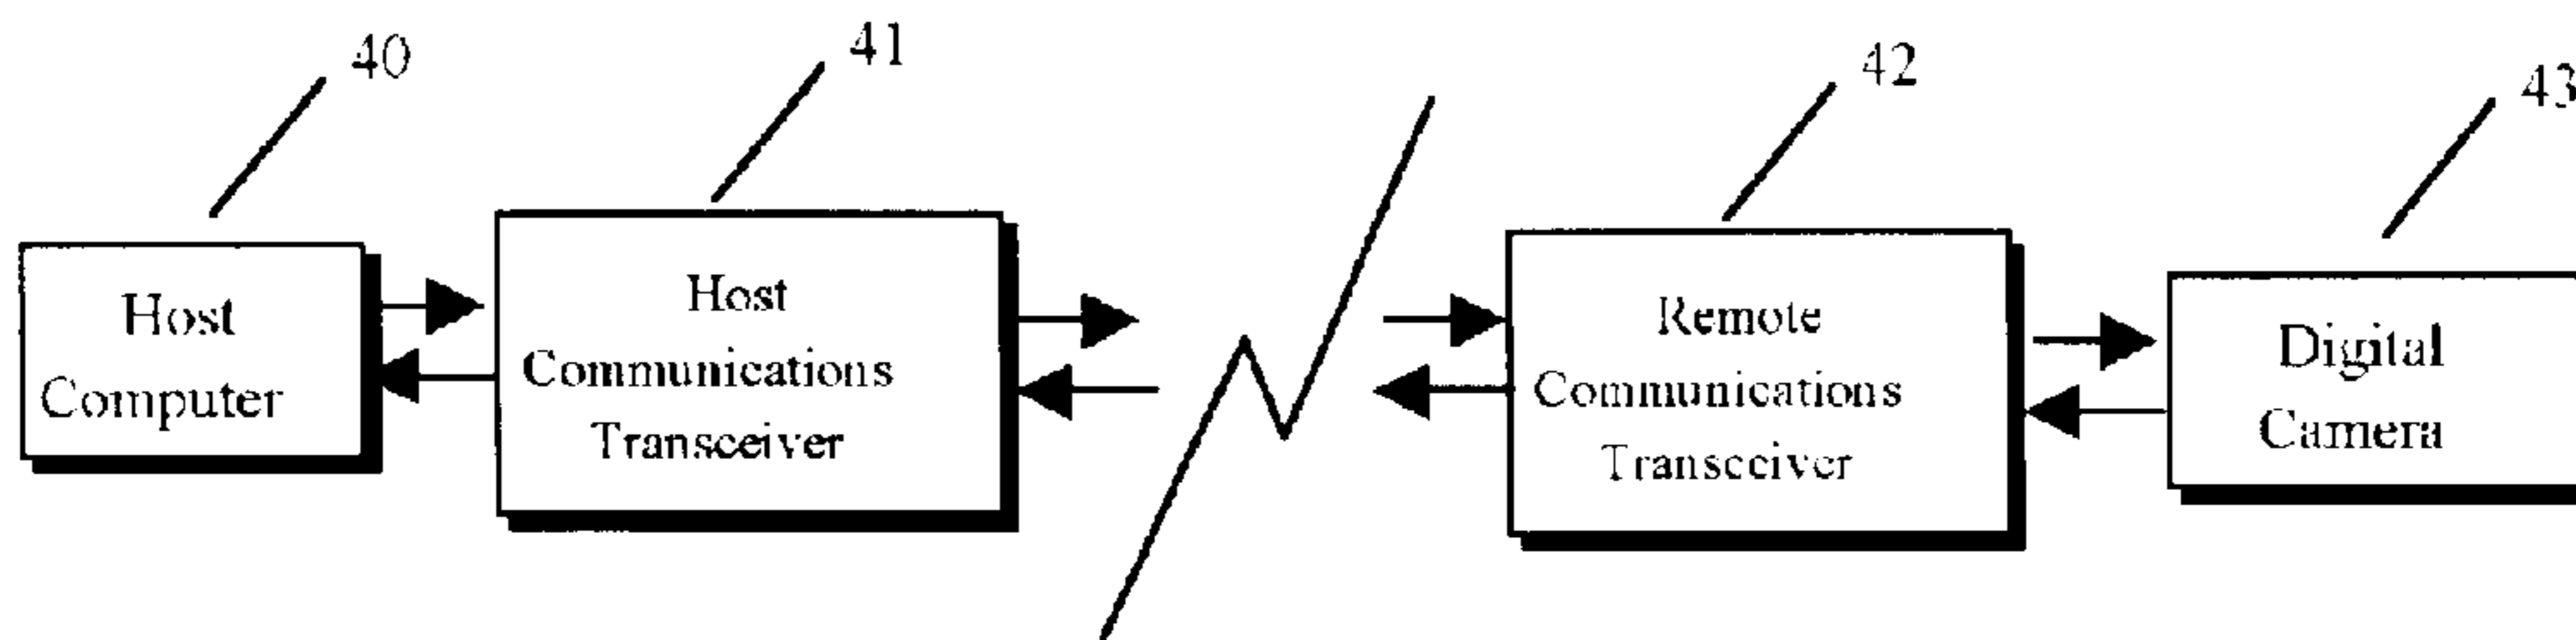 40
41
42
43
Host
Computer
Host
Communications
Transceiver
Remote
Communications
Transceiver
Digital
Camera